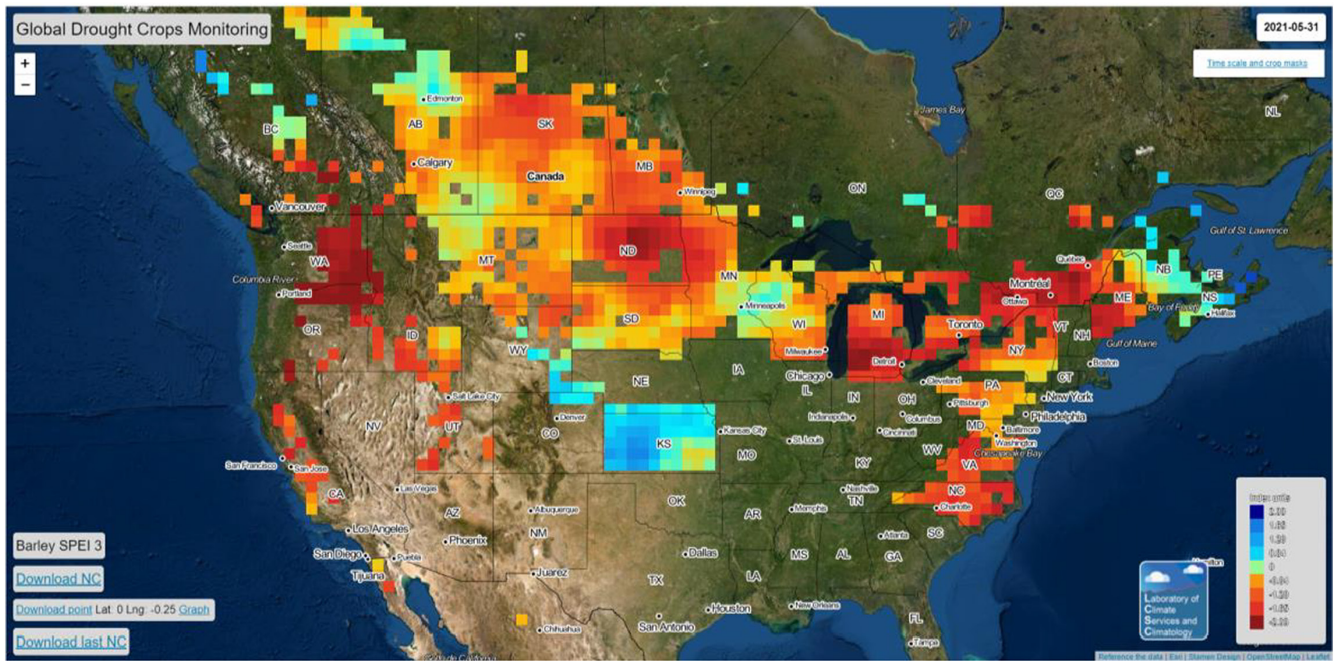 Global Drought Crops Monitoring
2021-05-31
+
−
Time scale and crop masks
James Bay
NL
Edmonton
BC
AB
SK
Calgary
MB
Canada
Winnipeg
ON
QC
Vancouver
Gulf of St. Lawrence
Seattle
WA
ND
MT
Québec
NB
PE
Columbia River
MN
Montréal
Portland
Minneapolis
Ottawa
ME
NS
Bay of Fundy
Halifax
OR
ID
SD
WI
MI
Toronto
VT
NH
Gulf of Maine
WY
Milwaukee
NY
Detroit
Boston
IA
Chicago
CT
NE
Cleveland
PA
Salt Lake City
IL
IN
OH
Pittsburgh
New York
Denver
Indianapolis
Columbus
Philadelphia
NV
UT
CO
KS
Kansas City
Cincinnati
MD
Baltimore
St. Louis
Washington
MO
WV
Chesapeake Bay
San Francisco
San Jose
KY
VA
CA
Las Vegas
Nashville
NC
OK
TN
Albuquerque
AZ
AR
Memphis
Charlotte
Los Angeles
NM
SC
Phoenix
Atlanta
San Diego
Puebla
Dallas
MS
AL
GA
Tijuana
Juarez
TX
LA
Houston
New Orleans
San Antonio
FL
Chihuahua
Tampa
Golfo de California
Barley SPEI 3
Download NC
Download point Lat: 0 Lng: -0.25 Graph
Download last NC
Index units
0
Laboratory of
Climate
Services and
Climatology
Reference the data | Esri | Stamen Design | OpenStreetMap | Leaflet